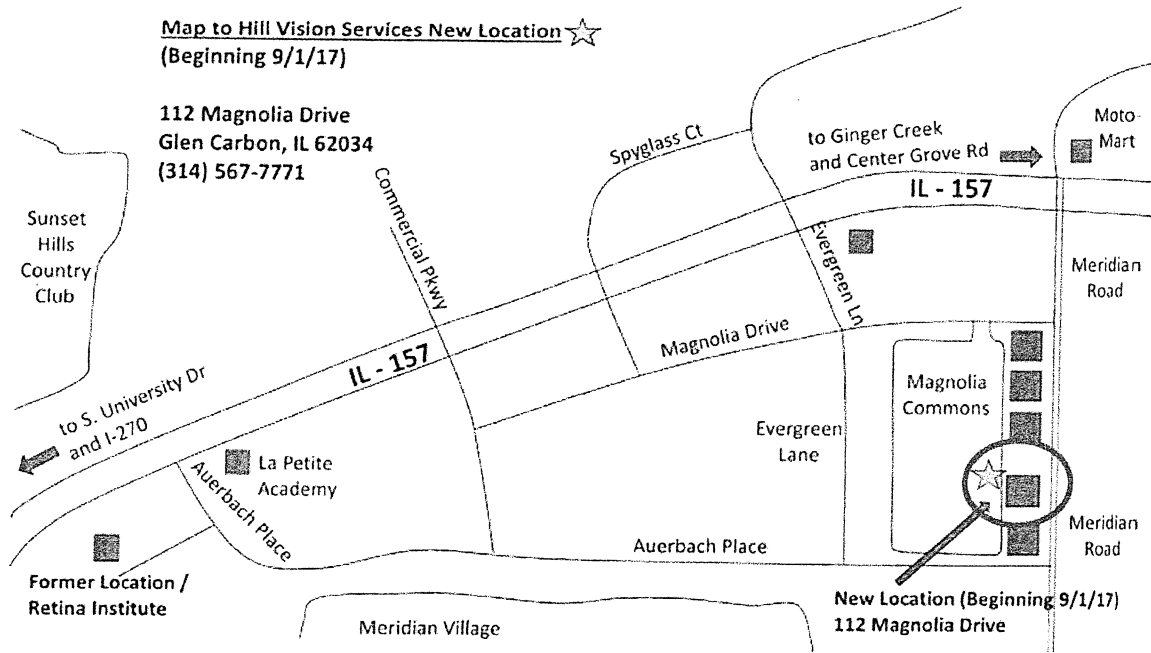 Map to Hill Vision Services New Location
(Beginning 9/1/17)
112 Magnolia Drive
Glen Carbon, IL 62034
(314) 567-7771
Spyglass Ct
to Ginger Creek
and Center Grove Rd
Moto-
Mart
IL - 157
Commercial Pkwy
Sunset
Hills
Country
Club
Evergreen Ln
Meridian
Road
Magnolia Drive
IL - 157
Magnolia
Commons
to S. University Dr
and I-270
Evergreen
Lane
La Petite
Academy
Auerbach Place
Auerbach Place
Meridian
Road
Former Location /
Retina Institute
New Location (Beginning 9/1/17)
112 Magnolia Drive
Meridian Village